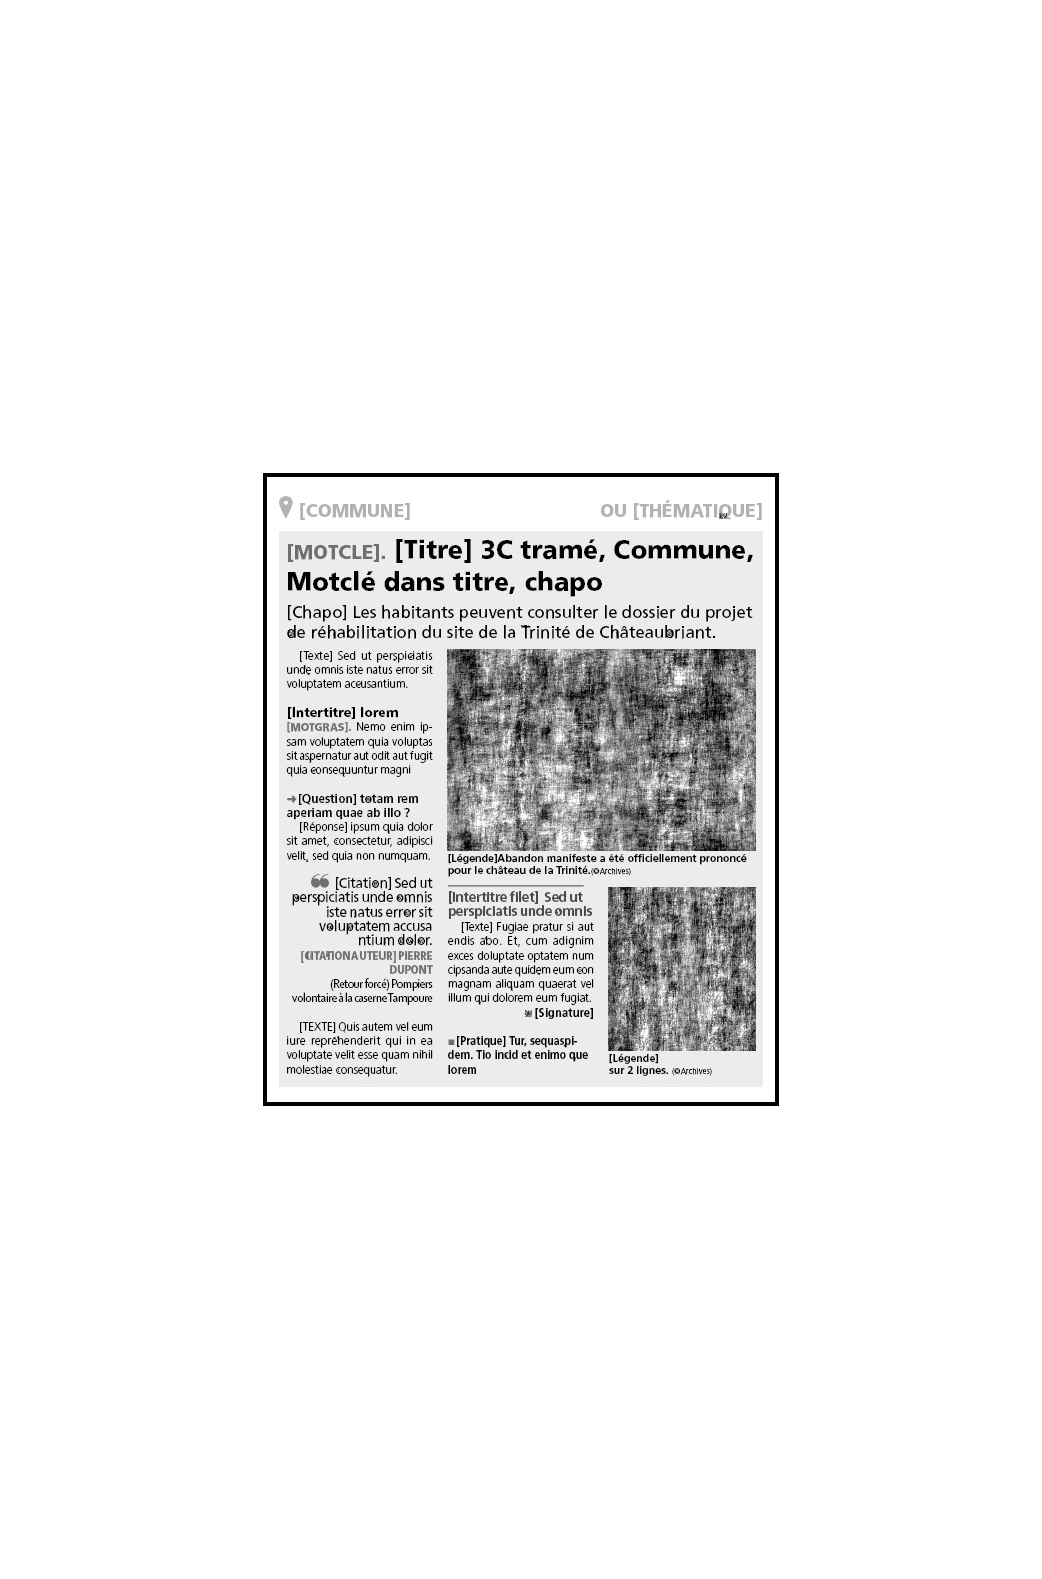 [COMMUNE]
OU [THÉMATIQUE]
[MOTCLE]. [Titre] 3C tramé, Commune,
Motclé dans titre, chapo
[Chapo] Les habitants peuvent consulter le dossier du projet
de réhabilitation du site de la Trinité de Châteaubriant.
[Texte] Sed ut perspiciatis
unde omnis iste natus error sit
voluptatem accusantium.
[Intertitre] lorem
[MOTGRAS]. Nemo enim ip-
sam voluptatem quia voluptas
sit aspernatur aut odit aut fugit
quia consequuntur magni
➜[Question] totam rem
aperiam quae ab illo ?
[Réponse] ipsum quia dolor
sit amet, consectetur, adipisci
velit, sed quia non numquam.
❝ [Citation] Sed ut
perspiciatis unde omnis
iste natus error sit
voluptatem accusa
ntium dolor.
[CITATION AUTEUR] PIERRE
DUPONT
(Retour forcé) Pompiers
volontaire à la caserne Tampoure
[TEXTE] Quis autem vel eum
iure reprehenderit qui in ea
voluptate velit esse quam nihil
molestiae consequatur.
[Légende]Abandon manifeste a été officiellement prononcé
pour le château de la Trinité.(©Archives)
[Intertitre filet] Sed ut
perspiciatis unde omnis
[Texte] Fugiae pratur si aut
endis abo. Et, cum adignim
exces doluptate optatem num
cipsanda aute quidem eum con
magnam aliquam quaerat vel
illum qui dolorem eum fugiat.
[Signature]
■[Pratique] Tur, sequaspi-
dem. Tio incid et enimo que
lorem
[Légende]
sur 2 lignes. (©Archives)